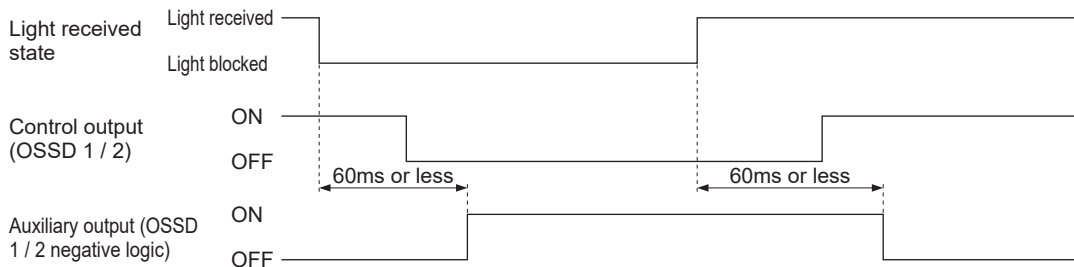 Light received
state
Light received
Light blocked
Control output
(OSSD 1 / 2)
ON
OFF
60ms or less
60ms or less
Auxiliary output (OSSD
1 / 2 negative logic)
ON
OFF